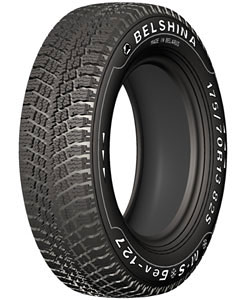 BELSHINA
MADE IN BELARUS
175/70R13 82S
Бел-127